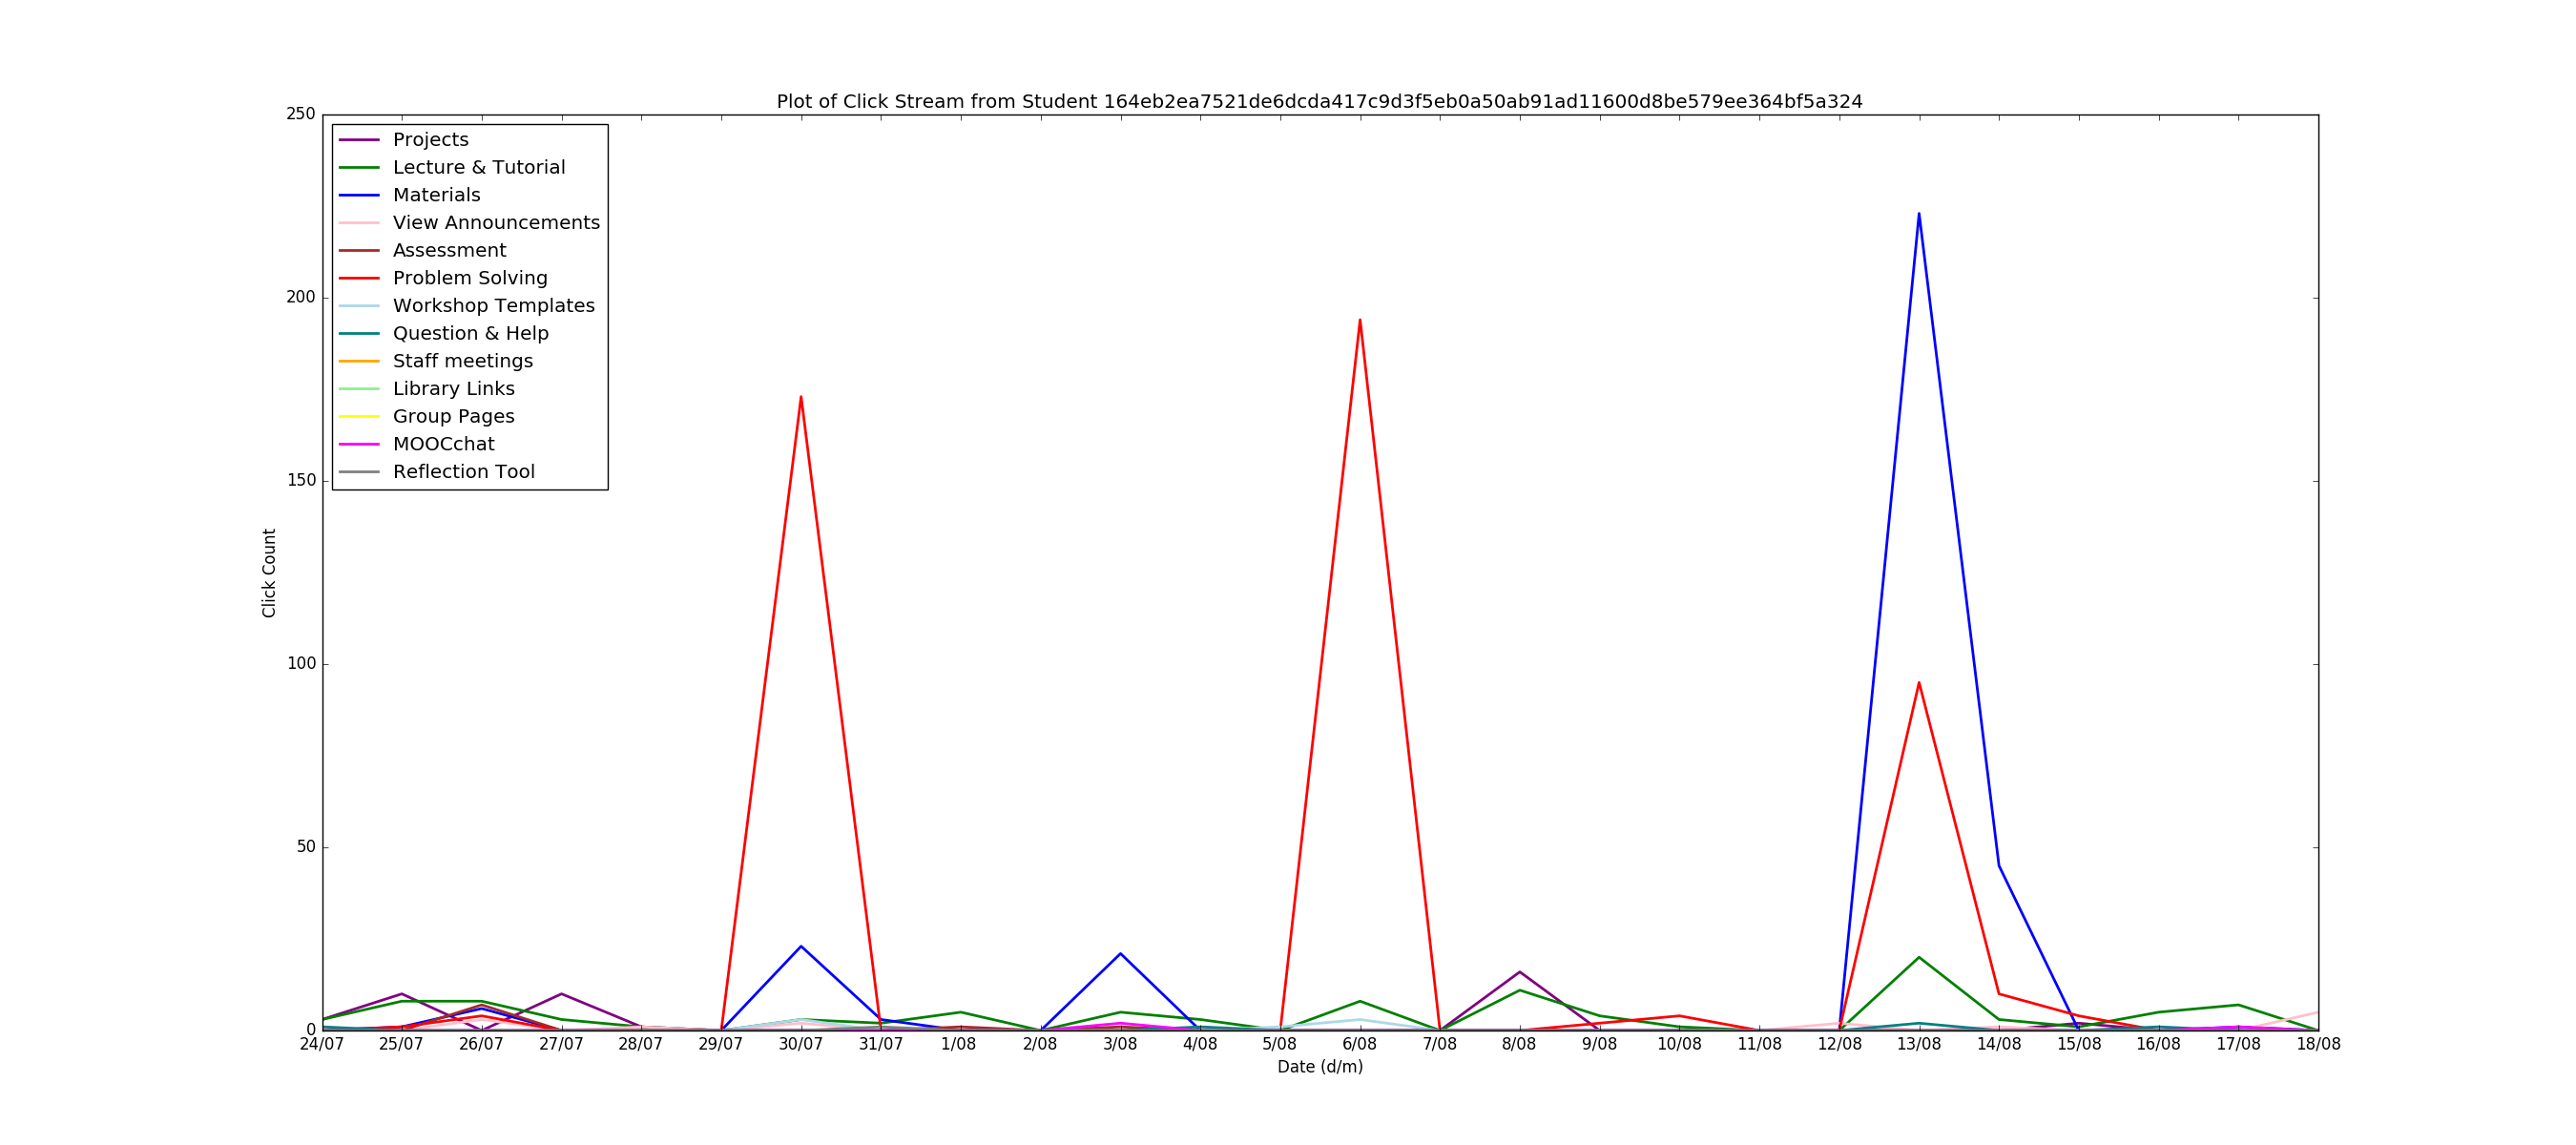 Plot of Click Stream from Student 164eb2ea7521de6dcda417c9d3f5eb0a50ab91ad11600d8be579ee364bf5a324
250
200
150
100
50
0
Click Count
Projects
Lecture & Tutorial
Materials
View Announcements
Assessment
Problem Solving
Workshop Templates
Question & Help
Staff meetings
Library Links
Group Pages
MOOCchat
Reflection Tool
24/07 25/07 26/07 27/07 28/07 29/07 30/07 31/07 1/08 2/08 3/08 4/08 5/08 6/08 7/08 8/08 9/08 10/08 11/08 12/08 13/08 14/08 15/08 16/08 17/08 18/08
Date (d/m)